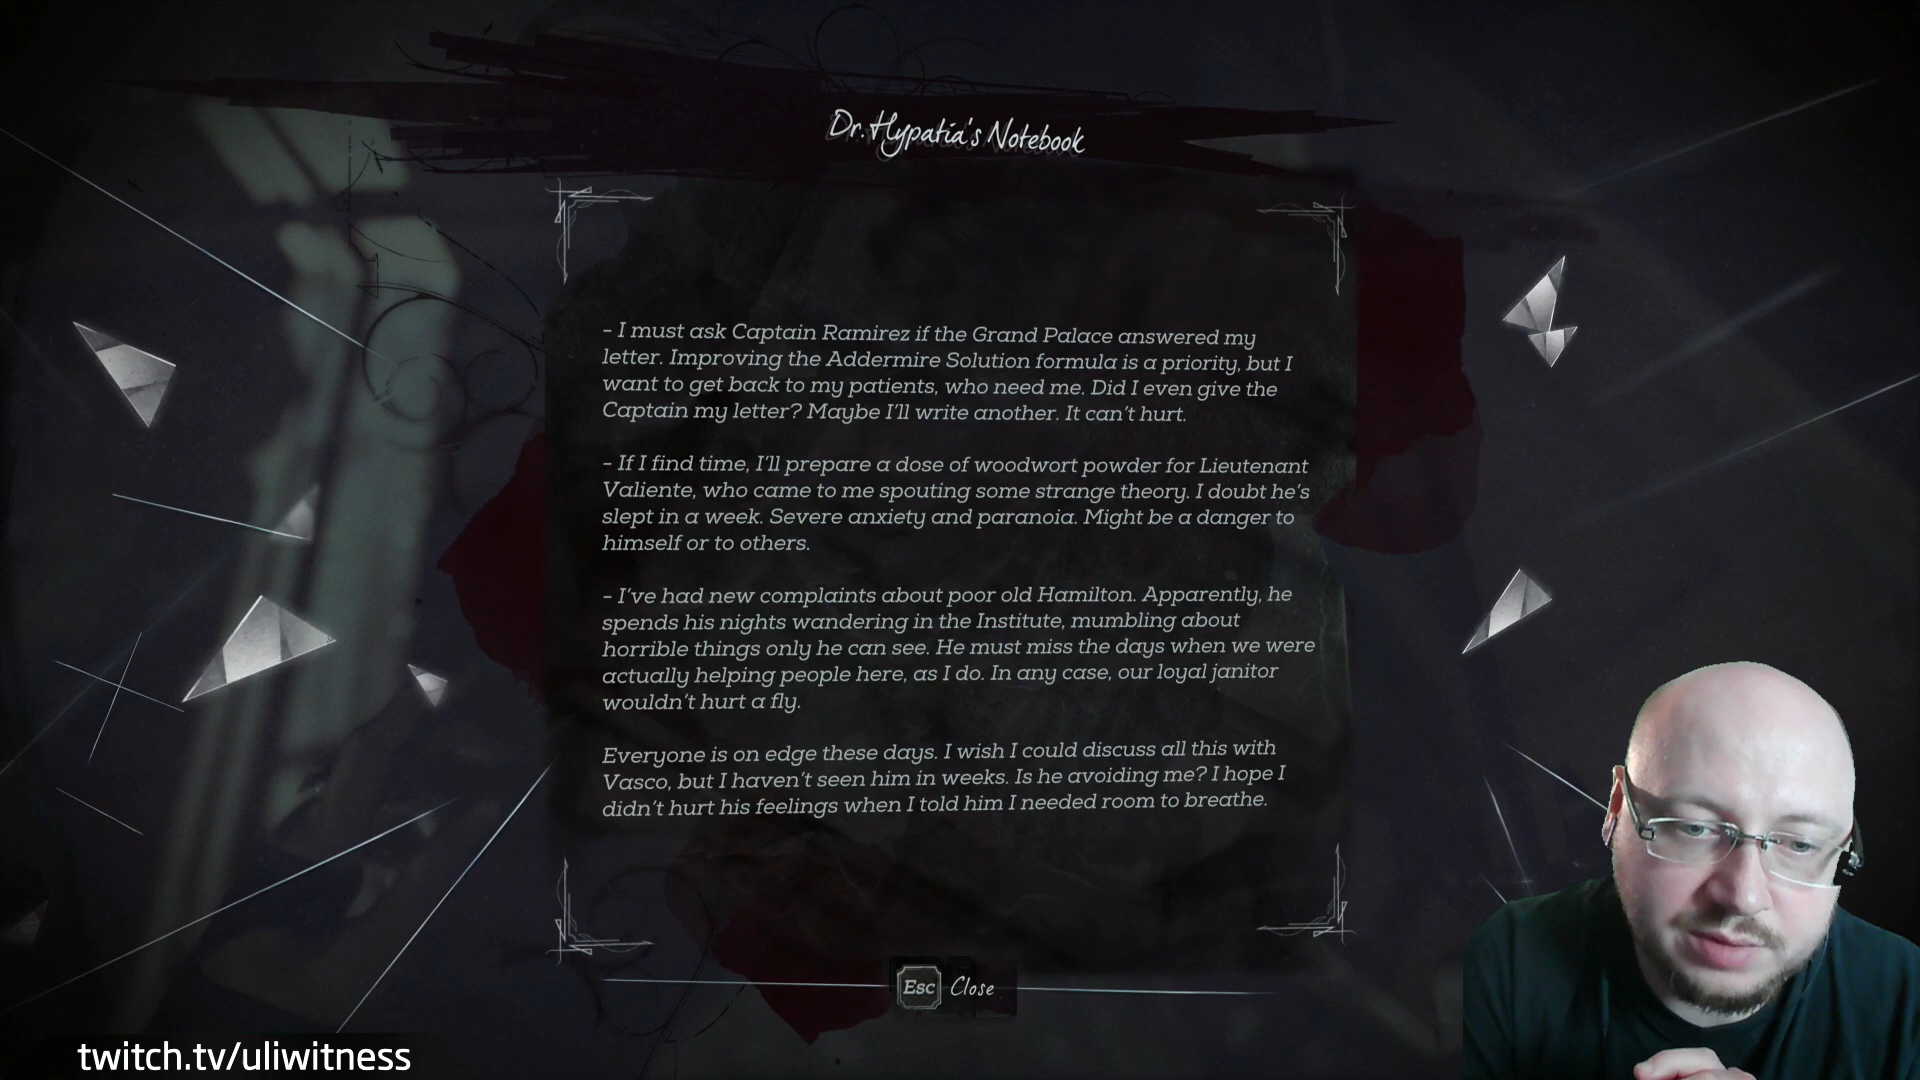 Dr. Hypatia's Notebook
- I must ask Captain Ramirez if the Grand Palace answered my
letter. Improving the Addermire Solution formula is a priority, but I
want to get back to my patients, who need me. Did I even give the
Captain my letter? Maybe I'll write another. It can't hurt.
- If I find time, I'll prepare a dose of woodwort powder for Lieutenant
Valiente, who came to me spouting some strange theory. I doubt he's
slept in a week. Severe anxiety and paranoia. Might be a danger to
himself or to others.
- I've had new complaints about poor old Hamilton. Apparently, he
spends his nights wandering in the Institute, mumbling about
horrible things only he can see. He must miss the days when we were
actually helping people here, as I do. In any case, our loyal janitor
wouldn't hurt a fly.
Everyone is on edge these days. I wish I could discuss all this with
Vasco, but I haven't seen him in weeks. Is he avoiding me? I hope I
didn't hurt his feelings when I told him I needed room to breathe.
Esc Close
twitch.tv/uliwitness